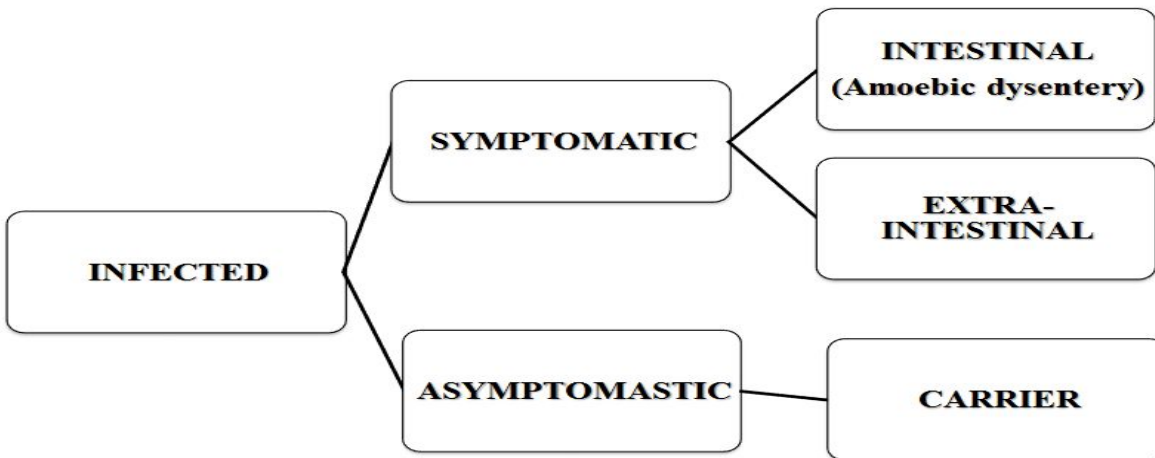 INTESTINAL
(Amoebic dysentery)
SYMPTOMATIC
EXTRA-
INTESTINAL
INFECTED
ASYMPTOMASTIC
CARRIER